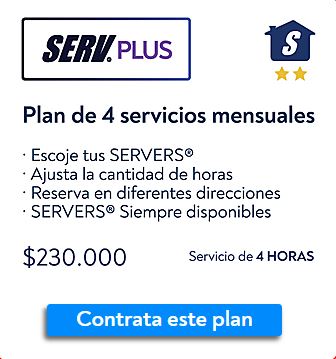 SERV. PLUS
S
Plan de 4 servicios mensuales
· Escoje tus SERVERS®
· Ajusta la cantidad de horas
· Reserva en diferentes direcciones
· SERVERS® Siempre disponibles
$230.000
Servicio de 4 HORAS
Contrata este plan